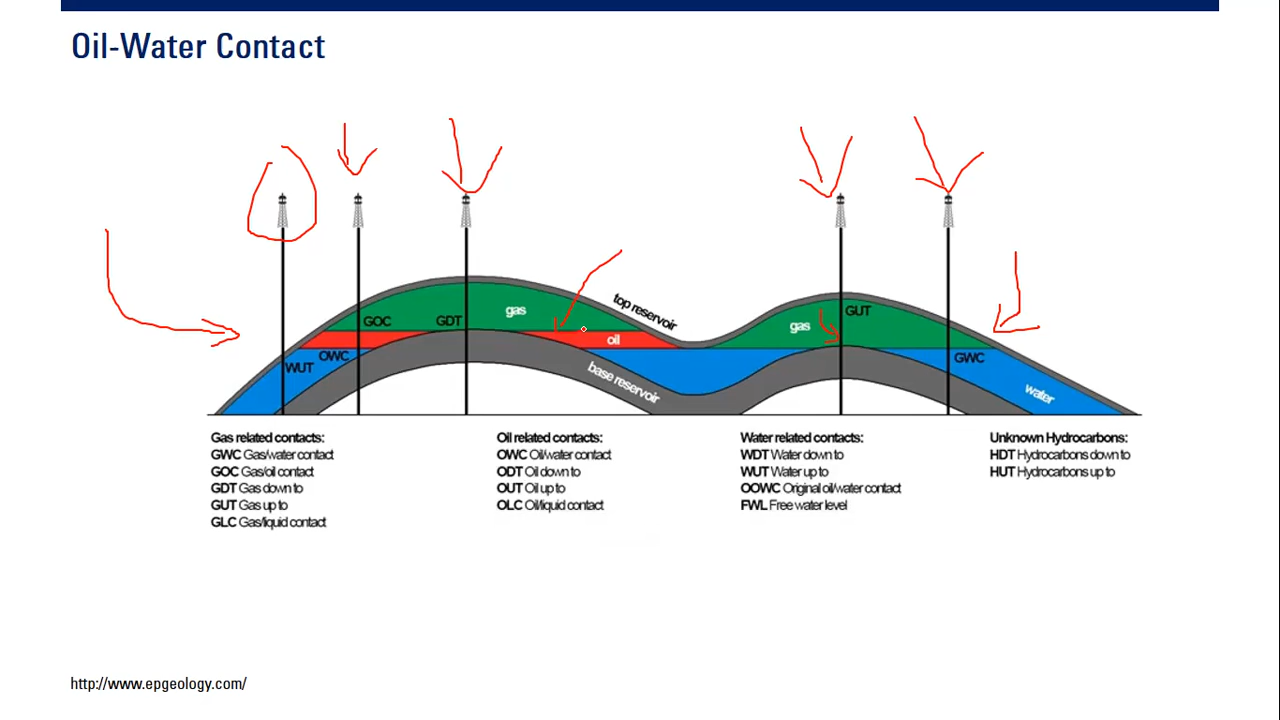 Oil-Water Contact
top reservoir
GUT
GOC
GDT
gas
gas
oil
OWC
WUT
GWC
base reservoir
water
Gas related contacts:
GWC Gas/water contact
GOC Gas/oil contact
GDT Gas down to
GUT Gas up to
GLC Gas/liquid contact
Oil related contacts:
OWC Oil/water contact
ODT Oil down to
OUT Oil up to
OLC Oil/liquid contact
Water related contacts:
WDT Water down to
WUT Water up to
OOWC Original oil/water contact
FWL Free water level
Unknown Hydrocarbons:
HDT Hydrocarbons down to
HUT Hydrocarbons up to
http://www.epgeology.com/